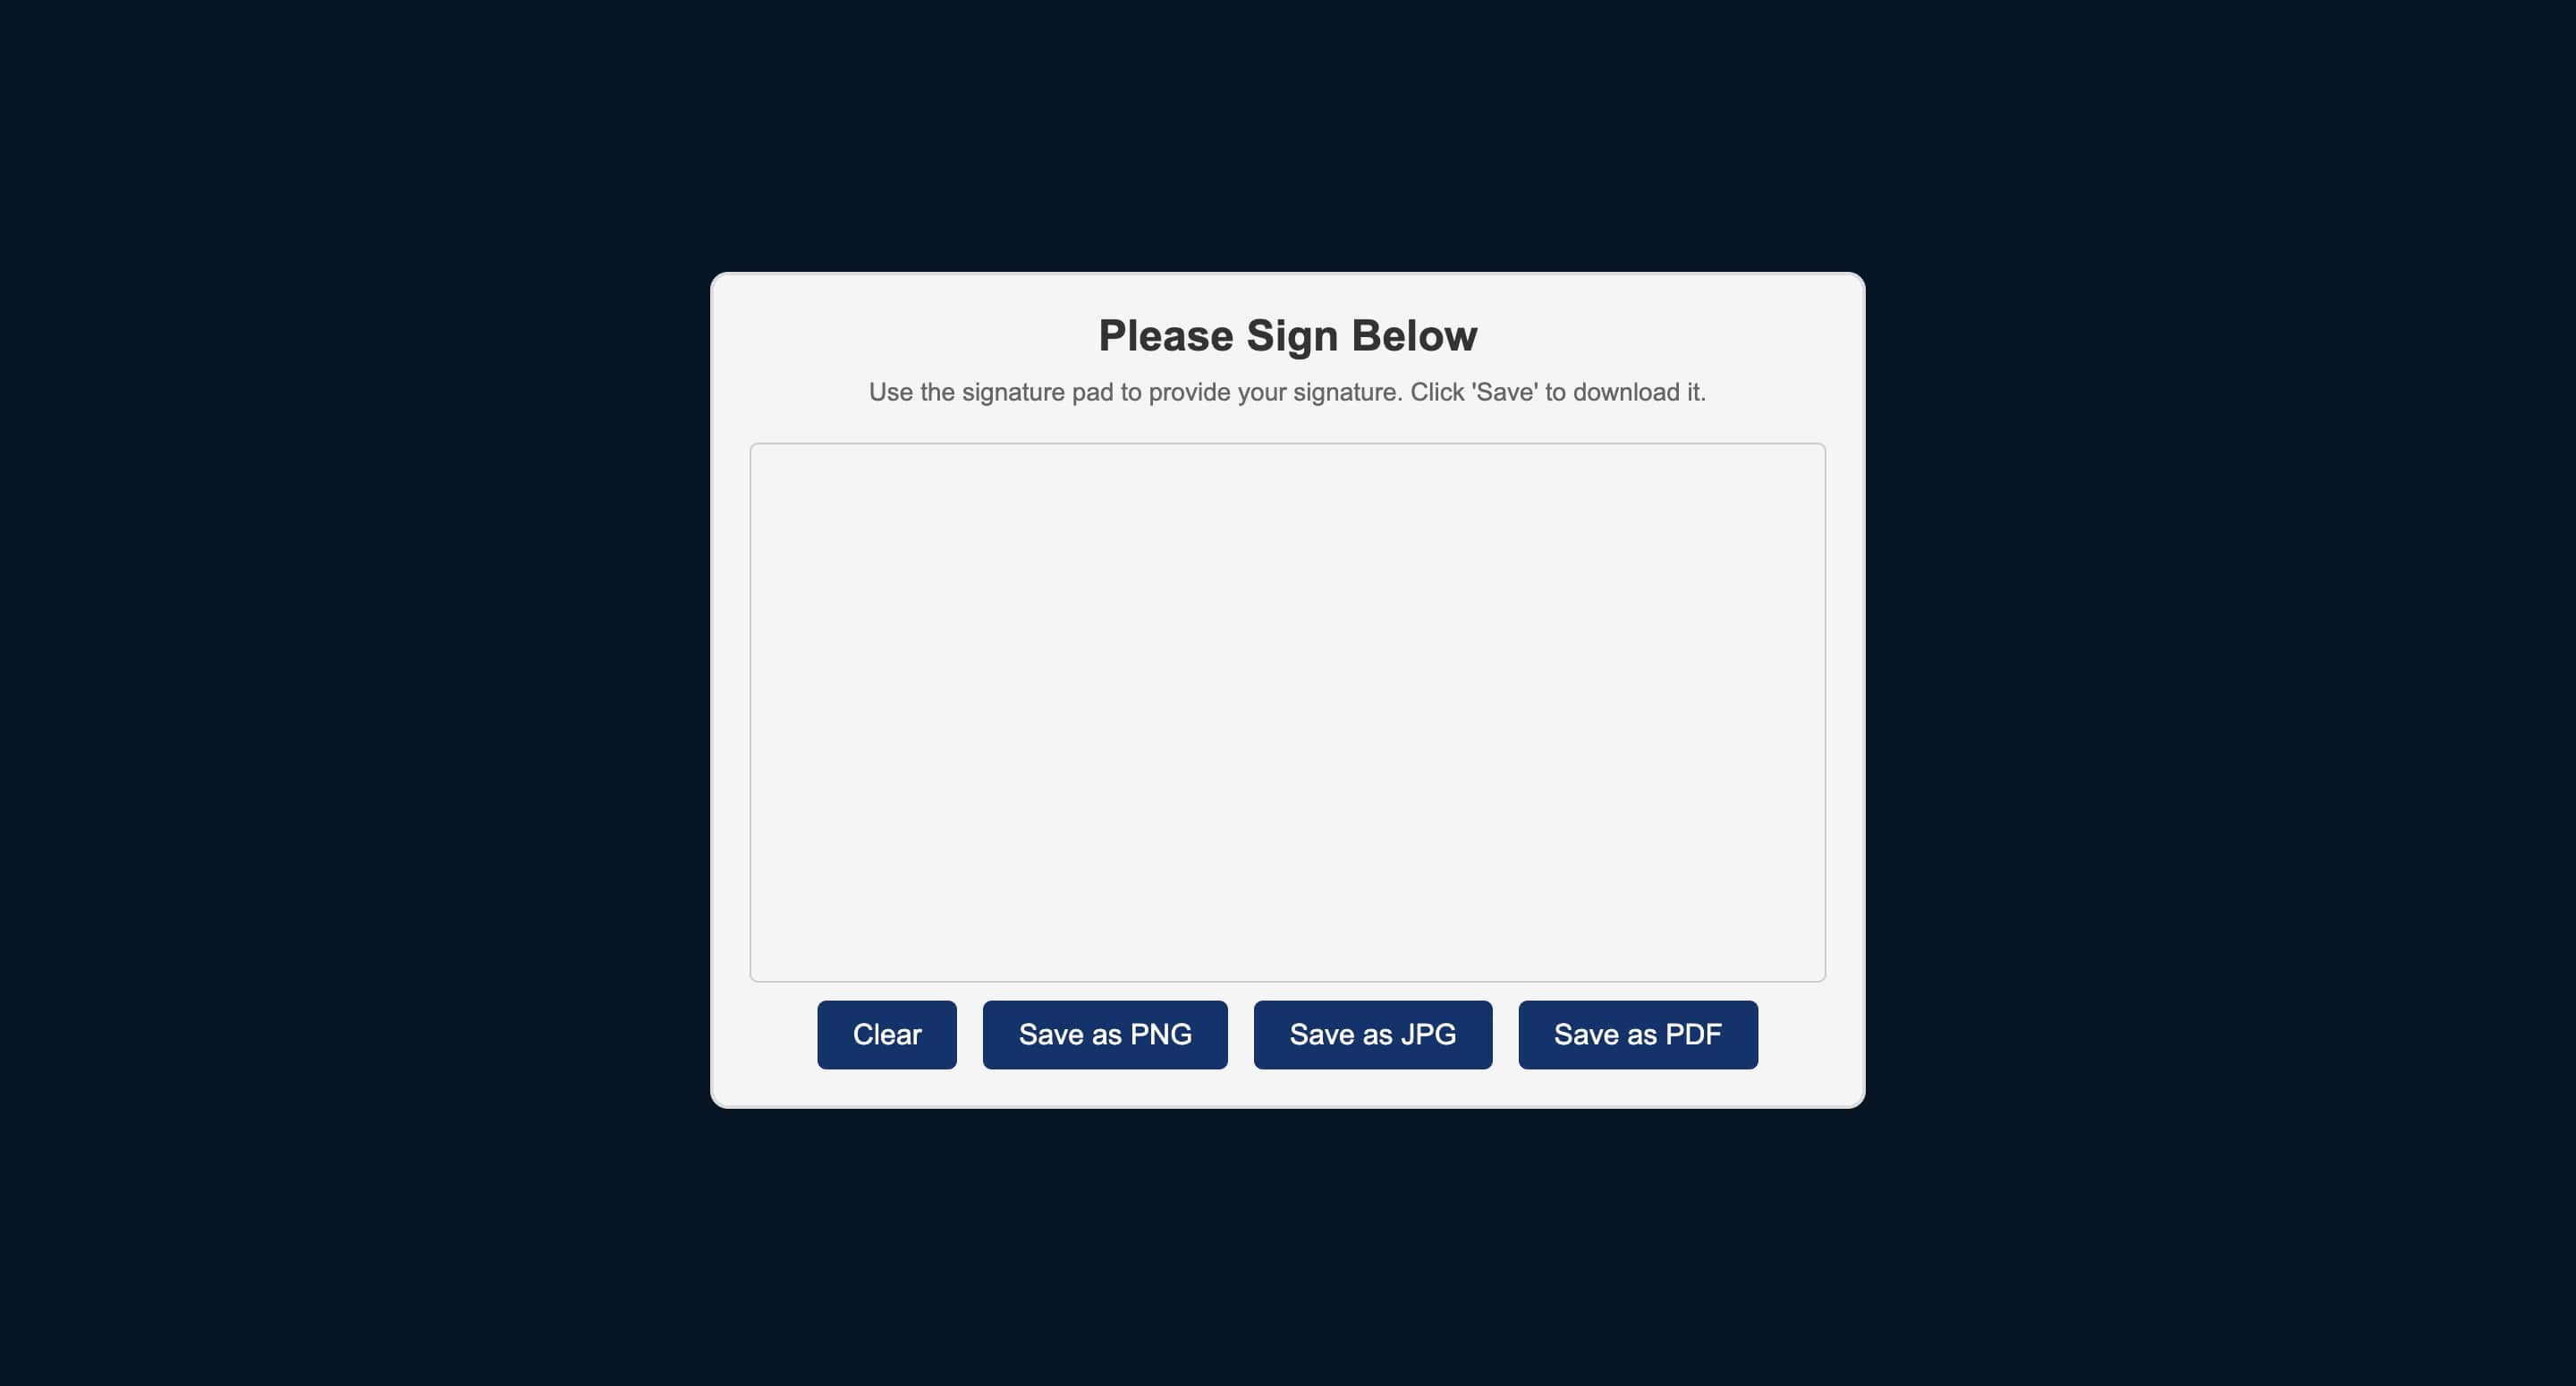 Please Sign Below
Use the signature pad to provide your signature. Click 'Save' to download it.
Clear
Save as PNG
Save as JPG
Save as PDF